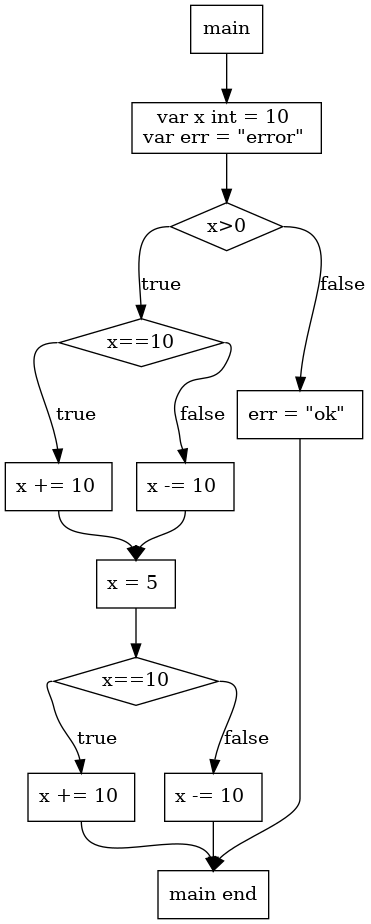 main
var x int = 10
var err = "error"
x>0
true
false
x==10
true
false
err = "ok"
x += 10
x -= 10
x = 5
x==10
true
false
x += 10
x -= 10
main end